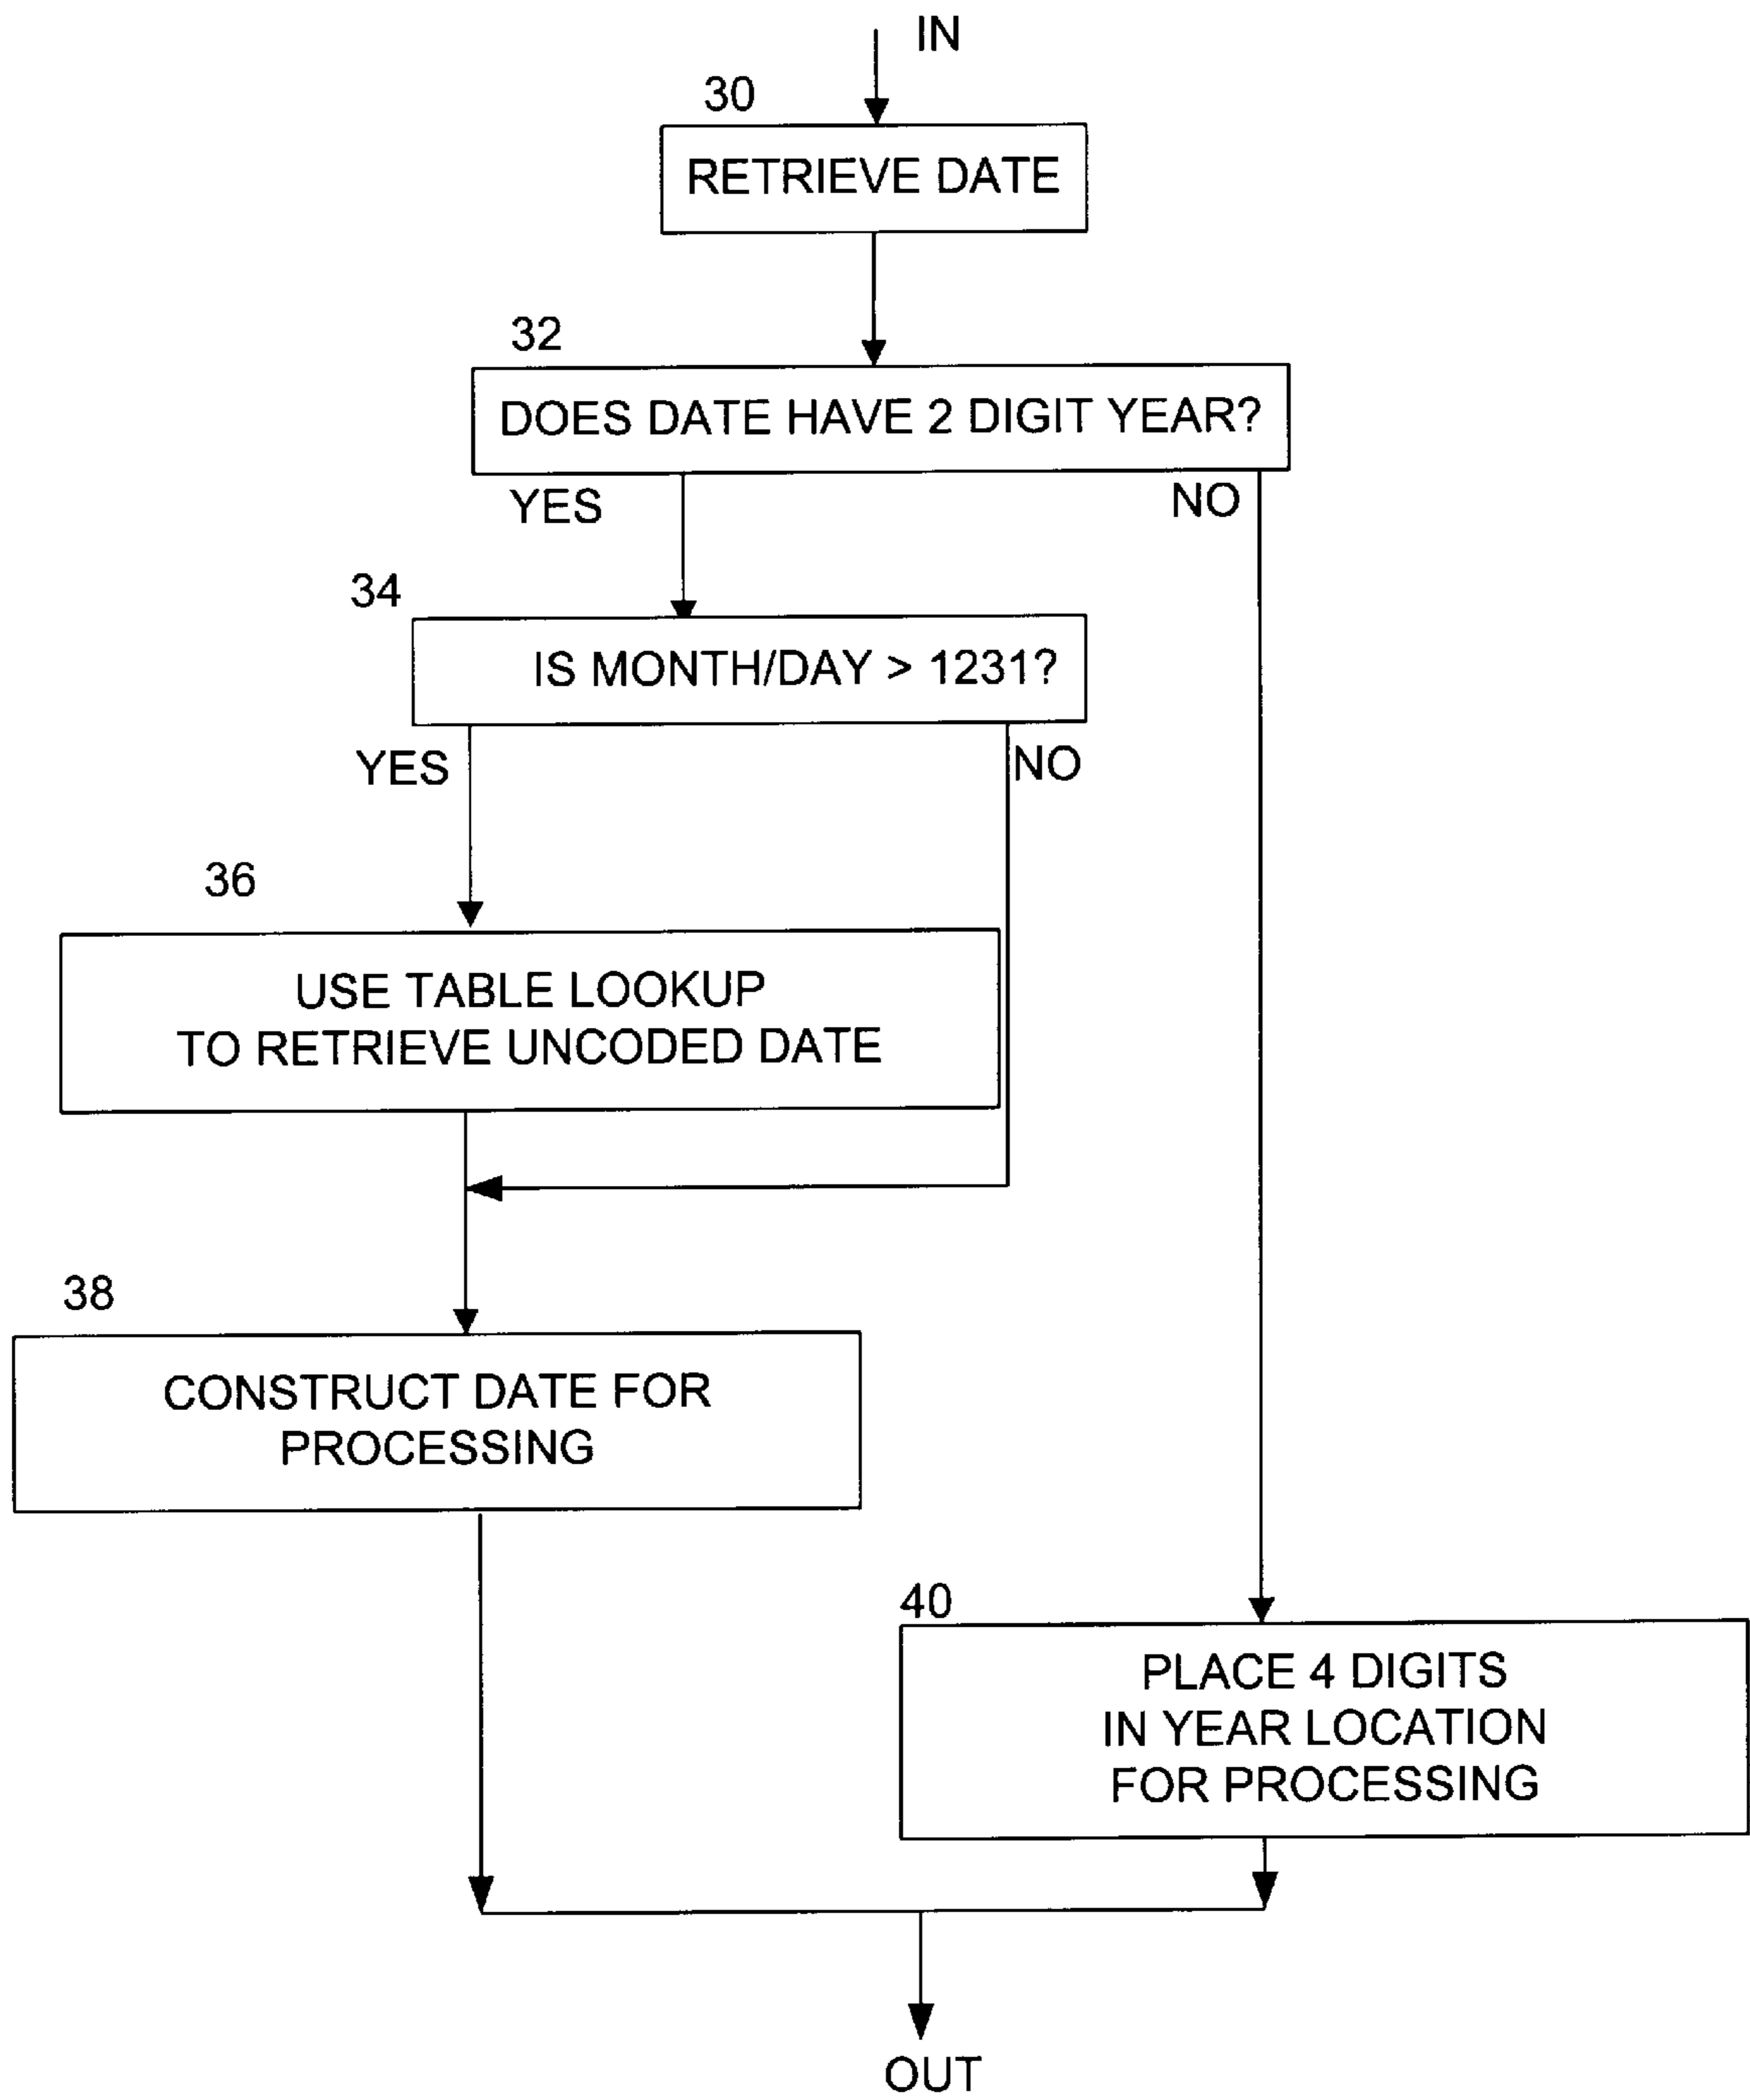 IN
30
RETRIEVE DATE
32
DOES DATE HAVE 2 DIGIT YEAR?
YES
NO
34
IS MONTH/DAY > 1231?
YES
NO
36
USE TABLE LOOKUP
TO RETRIEVE UNCODED DATE
38
CONSTRUCT DATE FOR
PROCESSING
40
PLACE 4 DIGITS
IN YEAR LOCATION
FOR PROCESSING
OUT